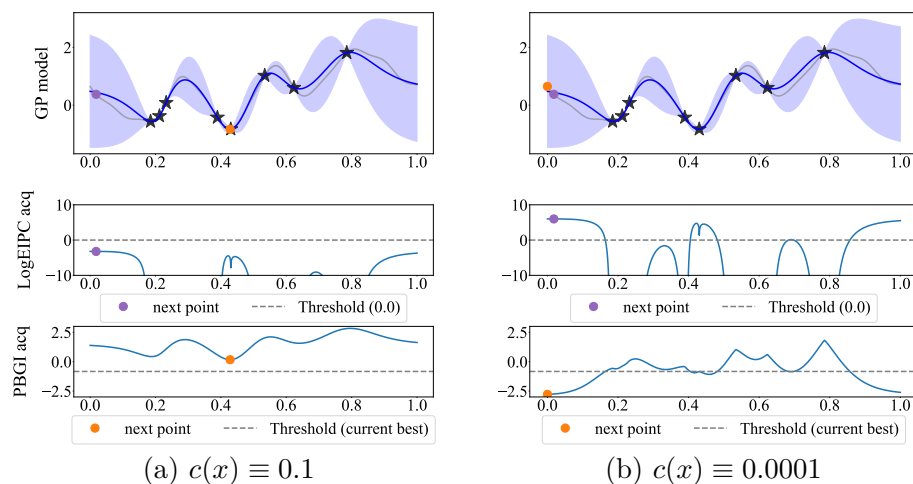 GP model
2
0
0.0 0.2 0.4 0.6 0.8 1.0
LogEIPC acq
10
0
−10
0.0 0.2 0.4 0.6 0.8 1.0
next point Threshold (0.0)
PBGI acq
2.5
0.0
−2.5
0.0 0.2 0.4 0.6 0.8 1.0
next point Threshold (current best)
(a) c(x) ≡ 0.1
GP model
2
0
0.0 0.2 0.4 0.6 0.8 1.0
LogEIPC acq
10
0
−10
0.0 0.2 0.4 0.6 0.8 1.0
next point Threshold (0.0)
PBGI acq
2.5
0.0
−2.5
0.0 0.2 0.4 0.6 0.8 1.0
next point Threshold (current best)
(b) c(x) ≡ 0.0001